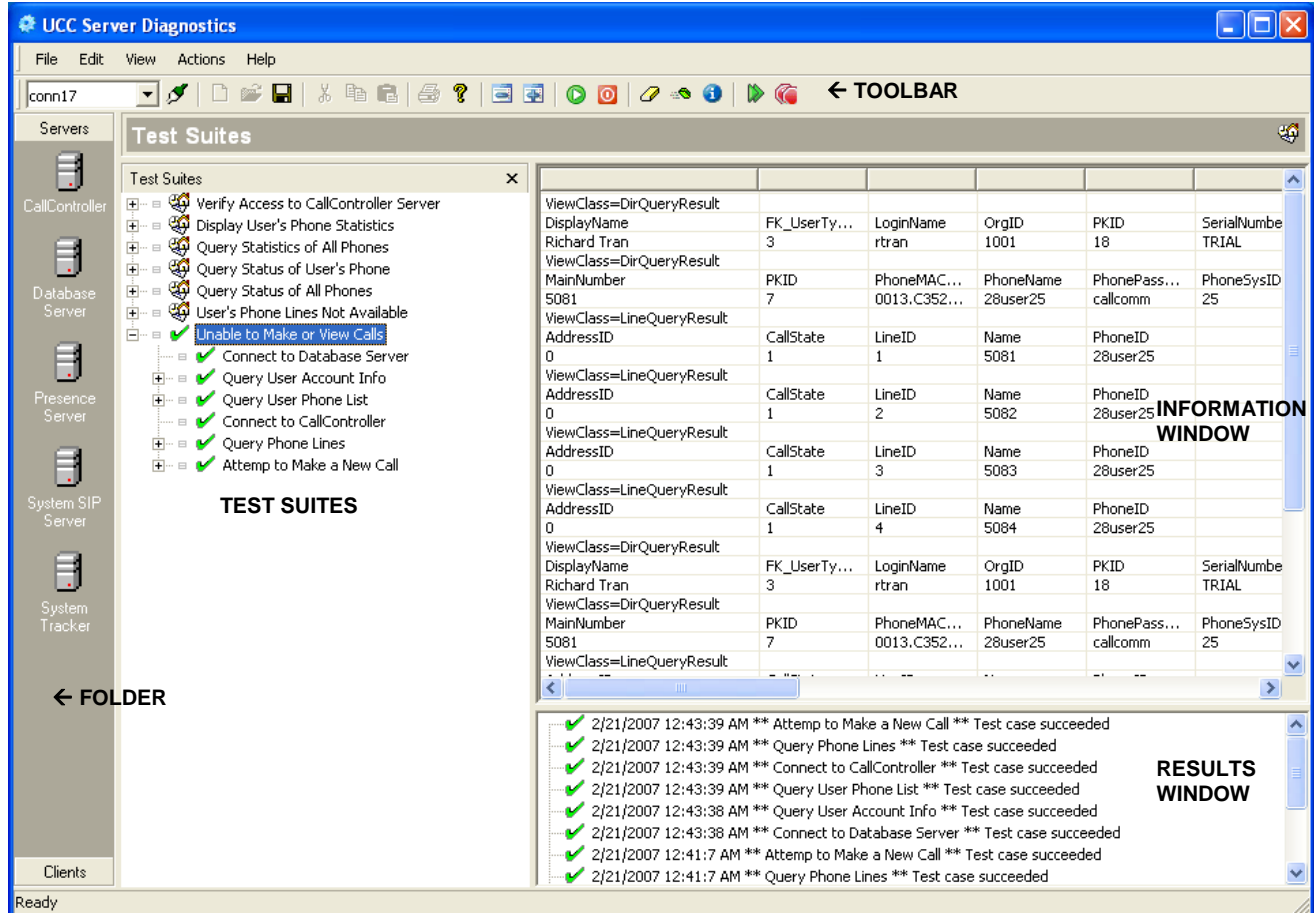 UCC Server Diagnostics
File Edit View Actions Help
conn17
← TOOLBAR
Servers
Test Suites
CallController
Database
Server
Presence
Server
System SIP
Server
System
Tracker
← FOLDER
Clients
Test Suites
Verify Access to CallController Server
Display User's Phone Statistics
Query Statistics of All Phones
Query Status of User's Phone
Query Status of All Phones
User's Phone Lines Not Available
Unable to Make or View Calls
Connect to Database Server
Query User Account Info
Query User Phone List
Connect to CallController
Query Phone Lines
Attemp to Make a New Call
TEST SUITES
ViewClass=DirQueryResult
DisplayName FK_UserTy... LoginName OrgID PKID SerialNumbe
Richard Tran 3 rtran 1001 18 TRIAL
ViewClass=DirQueryResult
MainNumber PKID PhoneMAC... PhoneName PhonePass... PhoneSysID
5081 7 0013.C352... 28user25 callcomm 25
ViewClass=LineQueryResult
AddressID CallState LineID Name PhoneID
0 1 1 5081 28user25
ViewClass=LineQueryResult
AddressID CallState LineID Name PhoneID
0 1 2 5082 28user25
INFORMATION
WINDOW
ViewClass=LineQueryResult
AddressID CallState LineID Name PhoneID
0 1 3 5083 28user25
ViewClass=LineQueryResult
AddressID CallState LineID Name PhoneID
0 1 4 5084 28user25
ViewClass=DirQueryResult
DisplayName FK_UserTy... LoginName OrgID PKID SerialNumbe
Richard Tran 3 rtran 1001 18 TRIAL
ViewClass=DirQueryResult
MainNumber PKID PhoneMAC... PhoneName PhonePass... PhoneSysID
5081 7 0013.C352... 28user25 callcomm 25
ViewClass=LineQueryResult
2/21/2007 12:43:39 AM ** Attemp to Make a New Call ** Test case succeeded
2/21/2007 12:43:39 AM ** Query Phone Lines ** Test case succeeded
2/21/2007 12:43:39 AM ** Connect to CallController ** Test case succeeded
2/21/2007 12:43:39 AM ** Query User Phone List ** Test case succeeded
2/21/2007 12:43:38 AM ** Query User Account Info ** Test case succeeded
2/21/2007 12:43:38 AM ** Connect to Database Server ** Test case succeeded
2/21/2007 12:41:7 AM ** Attemp to Make a New Call ** Test case succeeded
2/21/2007 12:41:7 AM ** Query Phone Lines ** Test case succeeded
RESULTS
WINDOW
Ready